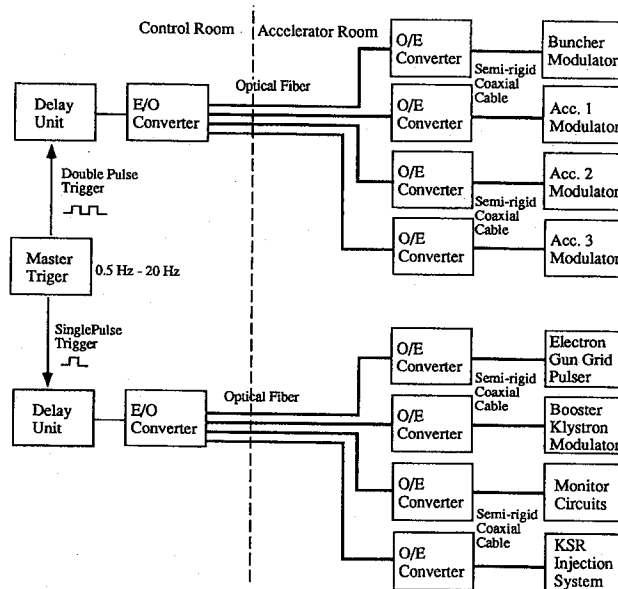 Control Room
Accelerator Room
O/E
Converter
Buncher
Modulator
Optical Fiber
Semi-rigid
Coaxial
Cable
Delay
Unit
E/O
Converter
O/E
Converter
Acc. 1
Modulator
Double Pulse
Trigger
O/E
Converter
Acc. 2
Modulator
Semi-rigid
Coaxial
Cable
Master
Triger
0.5 Hz - 20 Hz
O/E
Converter
Acc. 3
Modulator
SinglePulse
Trigger
O/E
Converter
Electron
Gun Grid
Pulser
Optical Fiber
Semi-rigid
Coaxial
Cable
Delay
Unit
E/O
Converter
O/E
Converter
Booster
Klystron
Modulator
O/E
Converter
Monitor
Circuits
Semi-rigid
Coaxial
Cable
O/E
Converter
KSR
Injection
System